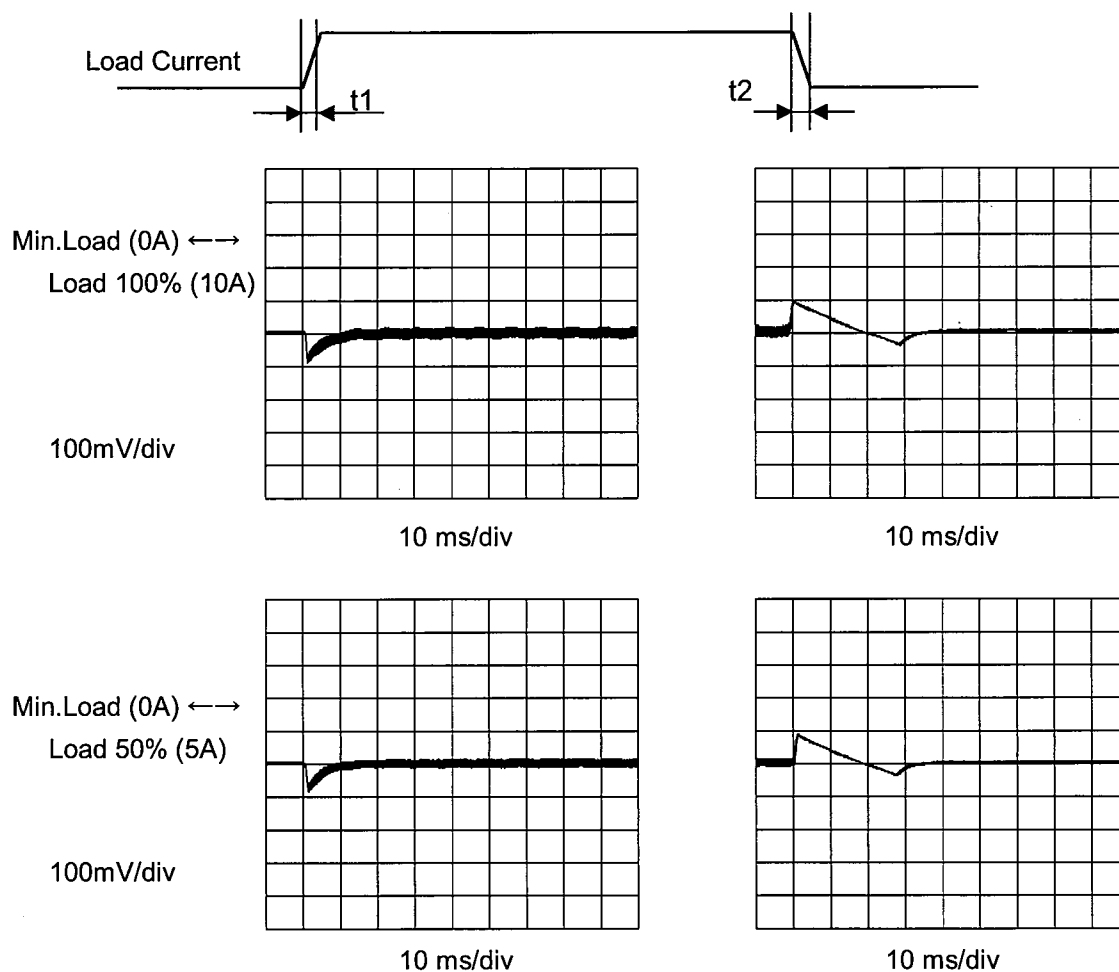 Load Current
t1
t2
Min.Load (0A) ←→
Load 100% (10A)
100mV/div
10 ms/div
10 ms/div
Min.Load (0A) ←→
Load 50% (5A)
100mV/div
10 ms/div
10 ms/div